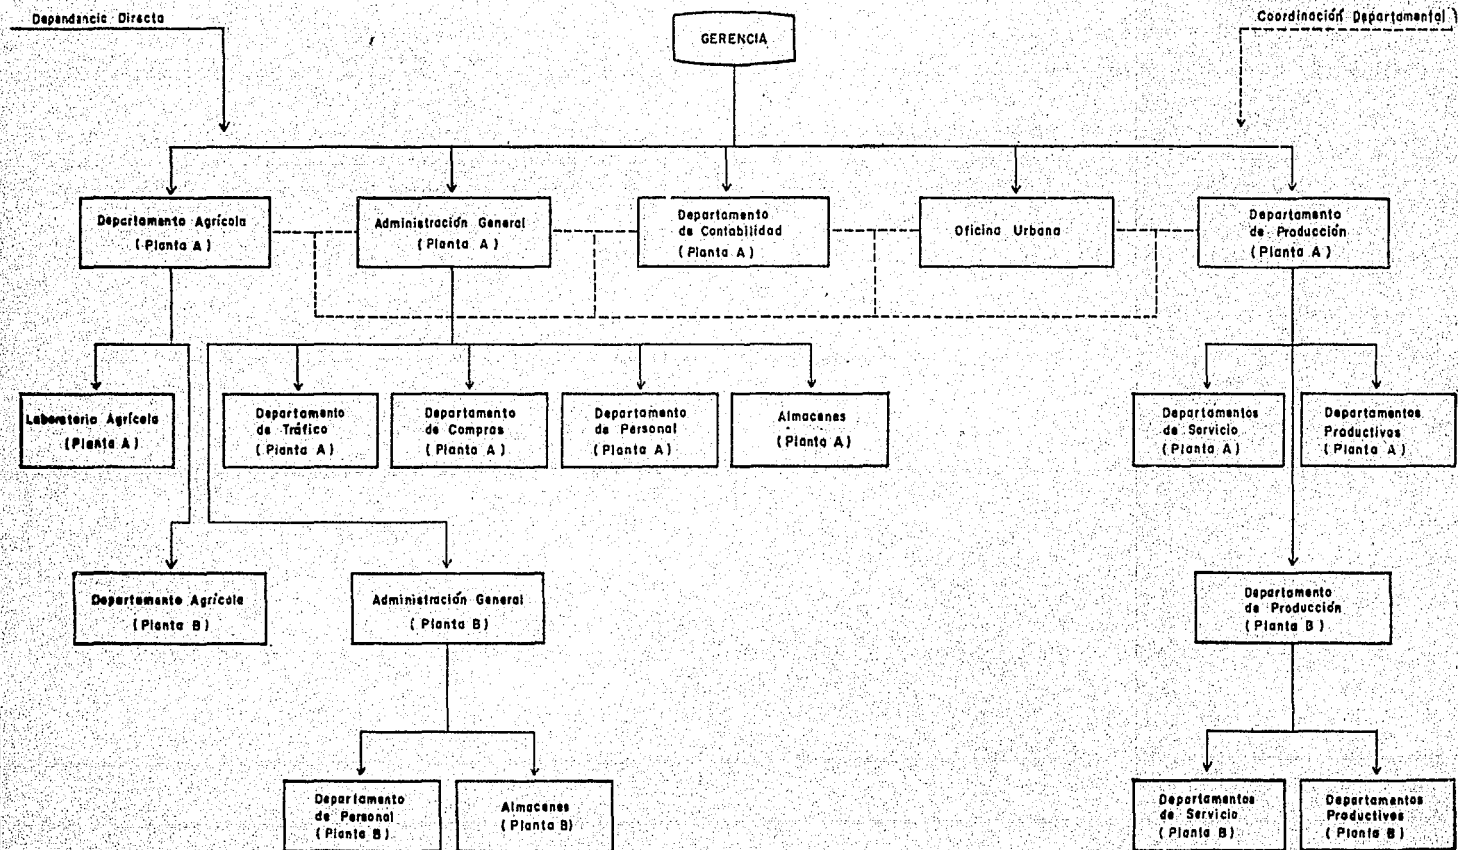 Dependencia Directa
Coordinación Departamental
GERENCIA
Departamento Agrícola
(Planta A)
Administración General
(Planta A)
Departamento
de Contabilidad
(Planta A)
Oficina Urbana
Departamento
de Producción
(Planta A)
Laboratorio Agrícola
(Planta A)
Departamento
de Tráfico
(Planta A)
Departamento
de Compras
(Planta A)
Departamento
de Personal
(Planta A)
Almacenes
(Planta A)
Departamentos
de Servicio
(Planta A)
Departamentos
Productivos
(Planta A)
Departamento Agrícola
(Planta B)
Administración General
(Planta B)
Departamento
de Producción
(Planta B)
Departamento
de Personal
(Planta B)
Almacenes
(Planta B)
Departamentos
de Servicio
(Planta B)
Departamentos
Productivos
(Planta B)